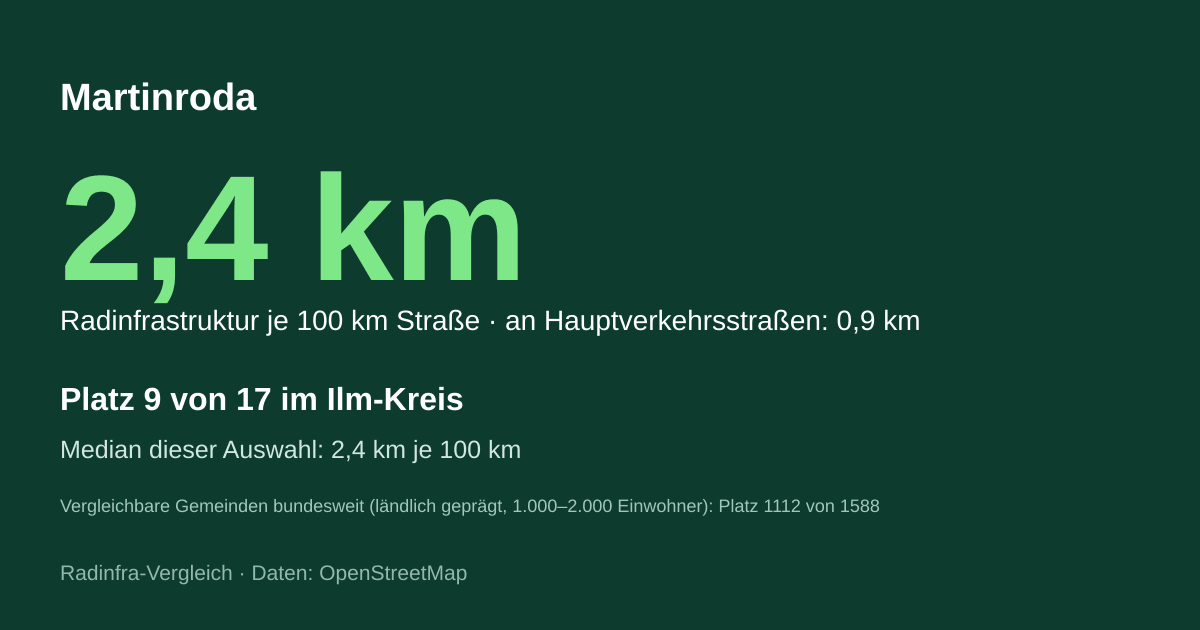 Martinroda
2,4 km
Radinfrastruktur je 100 km Straße · an Hauptverkehrsstraßen: 0,9 km
Platz 9 von 17 im Ilm-Kreis
Median dieser Auswahl: 2,4 km je 100 km
Vergleichbare Gemeinden bundesweit (ländlich geprägt, 1.000–2.000 Einwohner): Platz 1112 von 1588
Radinfra-Vergleich · Daten: OpenStreetMap